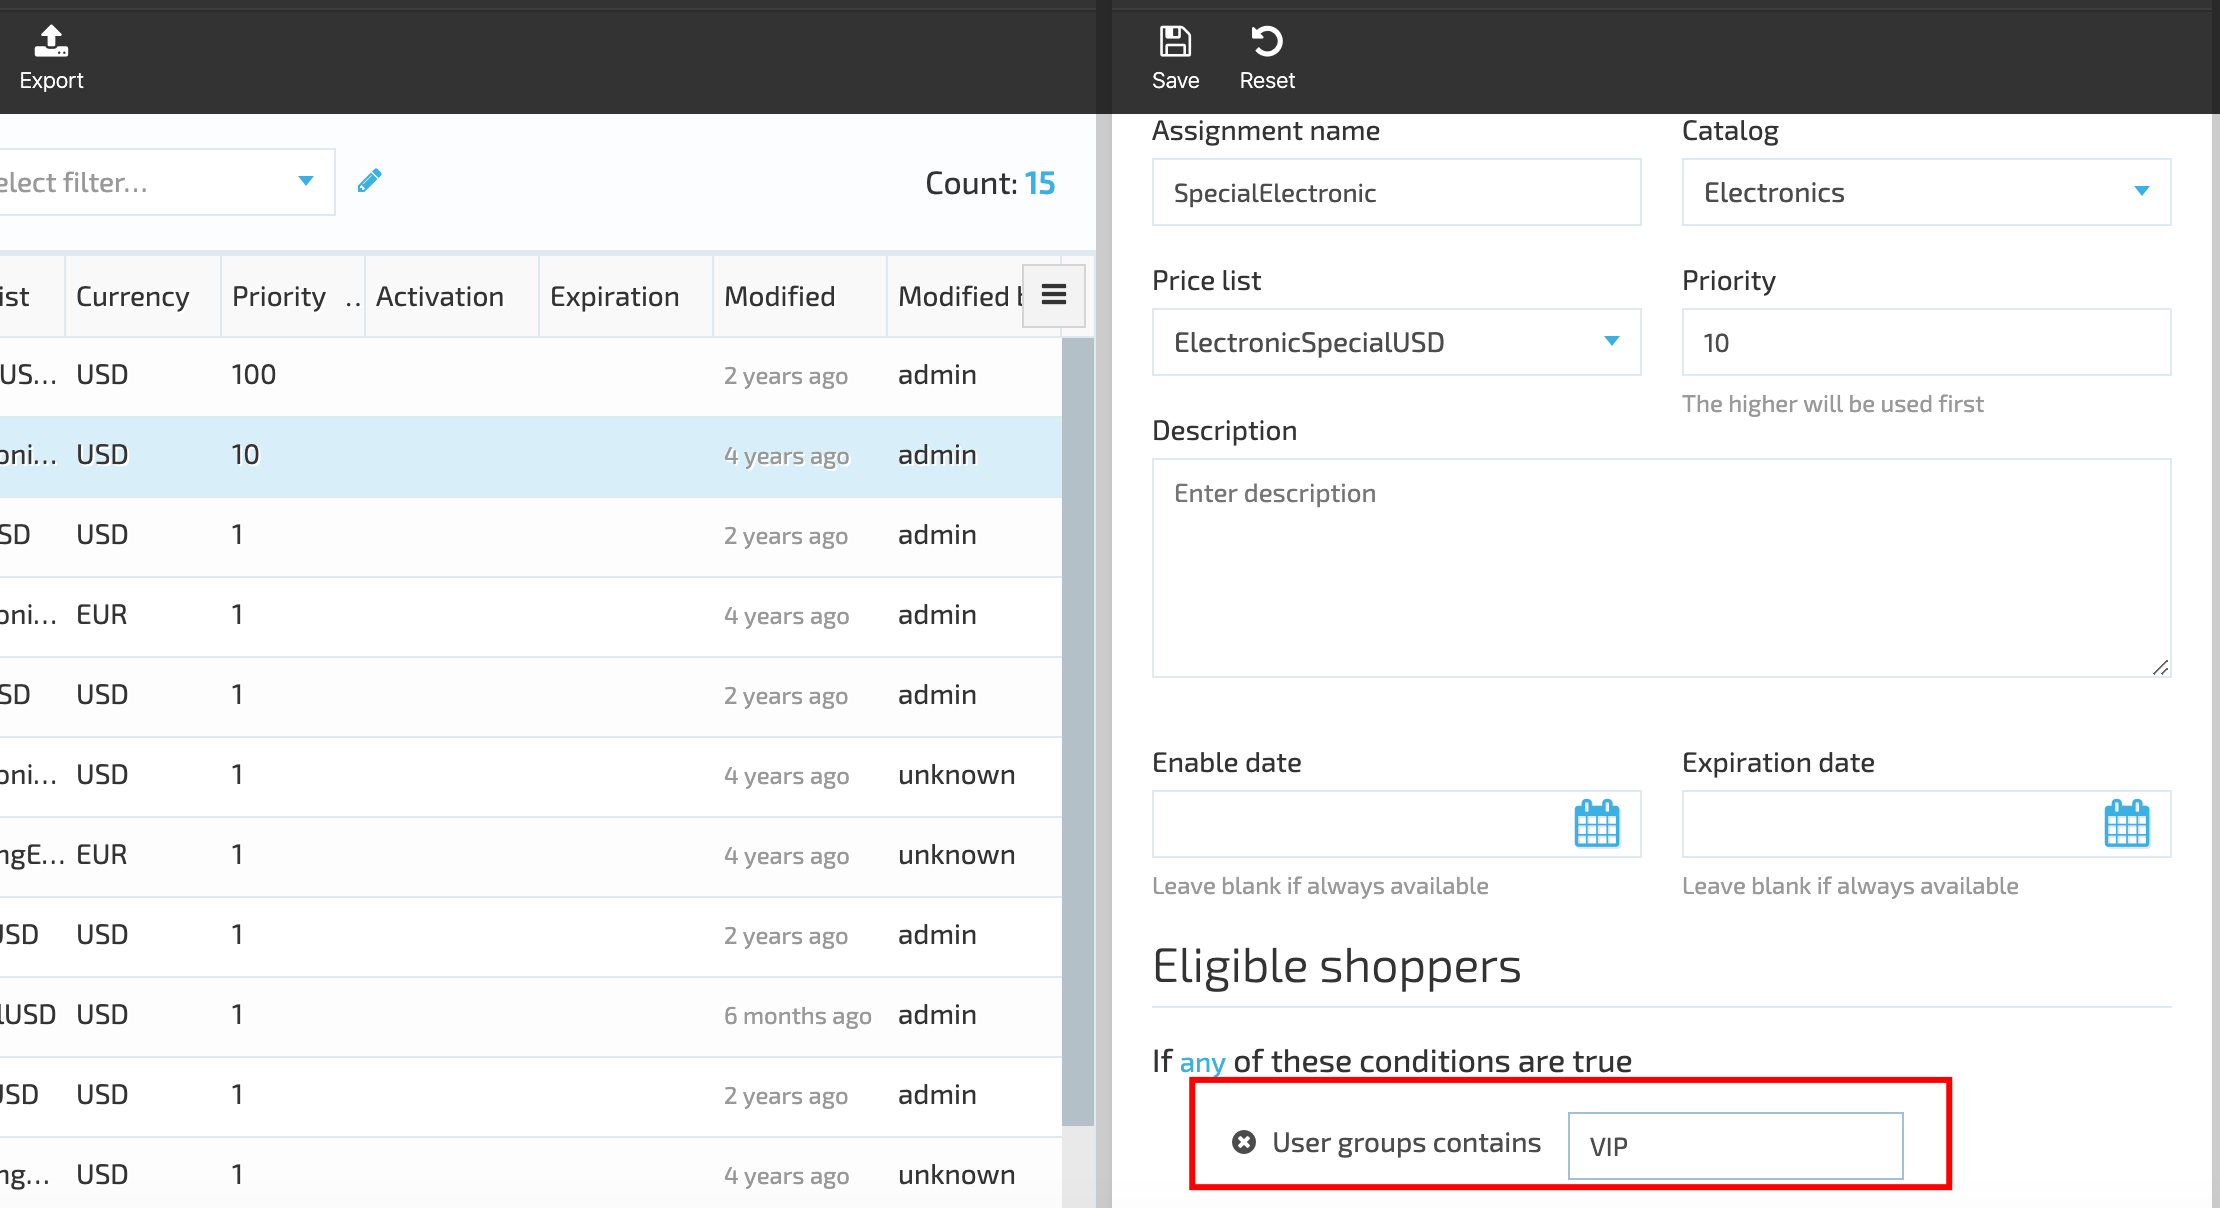 Export
elect filter...
Count: 15
ist Currency Priority .. Activation Expiration Modified Modified b
US... USD 100 2 years ago admin
oni... USD 10 4 years ago admin
SD USD 1 2 years ago admin
oni... EUR 1 4 years ago admin
SD USD 1 2 years ago admin
oni... USD 1 4 years ago unknown
ngE... EUR 1 4 years ago unknown
USD USD 1 2 years ago admin
lUSD USD 1 6 months ago admin
USD USD 1 2 years ago admin
ng... USD 1 4 years ago unknown
Save Reset
Assignment name Catalog
SpecialElectronic Electronics
Price list Priority
ElectronicSpecialUSD 10
The higher will be used first
Description
Enter description
Enable date Expiration date
Leave blank if always available Leave blank if always available
Eligible shoppers
If any of these conditions are true
User groups contains VIP